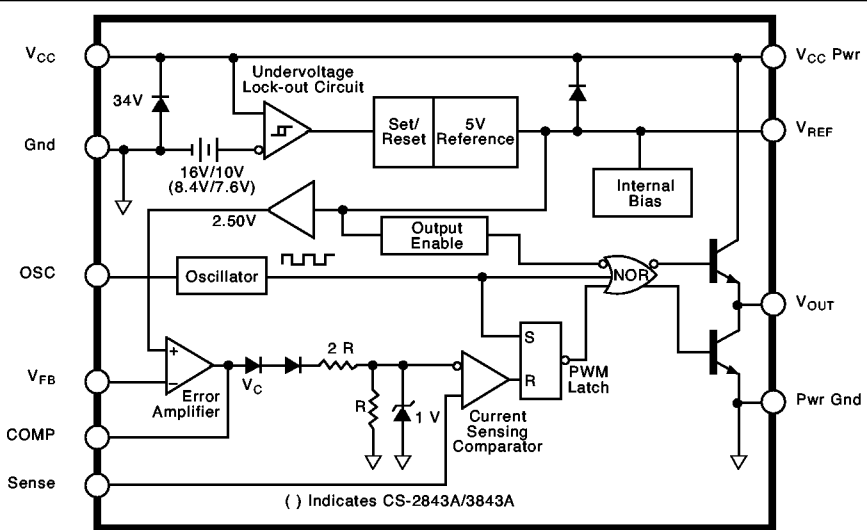 VCC
VCC Pwr
Undervoltage
Lock-out Circuit
34V
Set/
Reset
5V
Reference
Gnd
VREF
16V/10V
(8.4V/7.6V)
Internal
Bias
2.50V
Output
Enable
OSC
Oscillator
NOR
VOUT
S
R
PWM
Latch
2 R
+
–
VFB
VC
Error
Amplifier
R
1 V
Current
Sensing
Comparator
Pwr Gnd
COMP
Sense
( ) Indicates CS-2843A/3843A